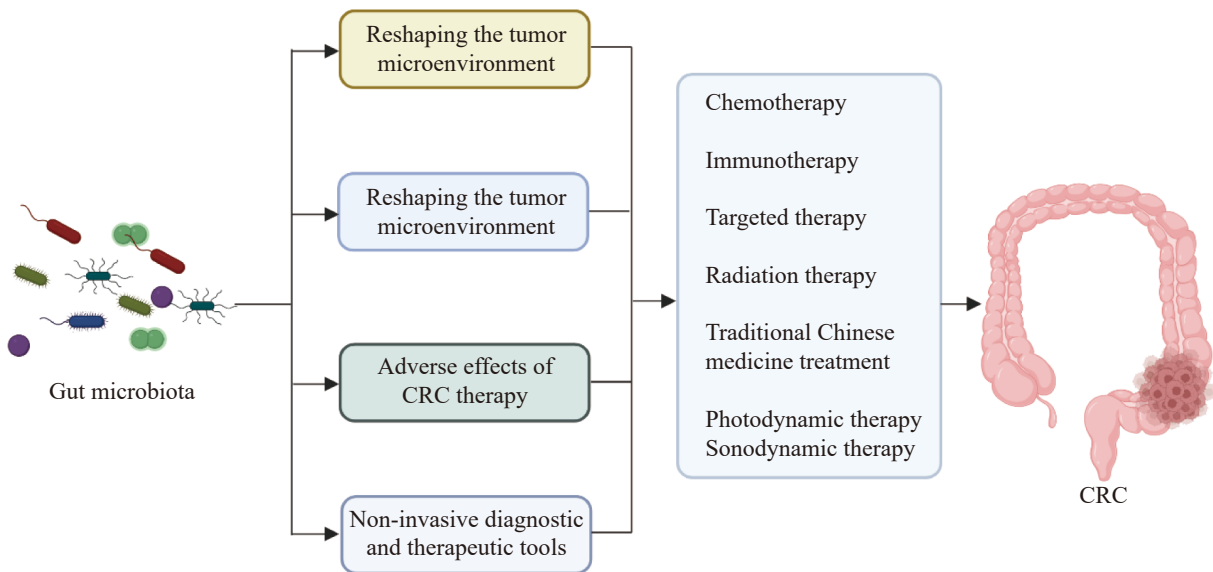 Gut microbiota
Reshaping the tumor
microenvironment
Reshaping the tumor
microenvironment
Adverse effects of
CRC therapy
Non-invasive diagnostic
and therapeutic tools
Chemotherapy
Immunotherapy
Targeted therapy
Radiation therapy
Traditional Chinese
medicine treatment
Photodynamic therapy
Sonodynamic therapy
CRC